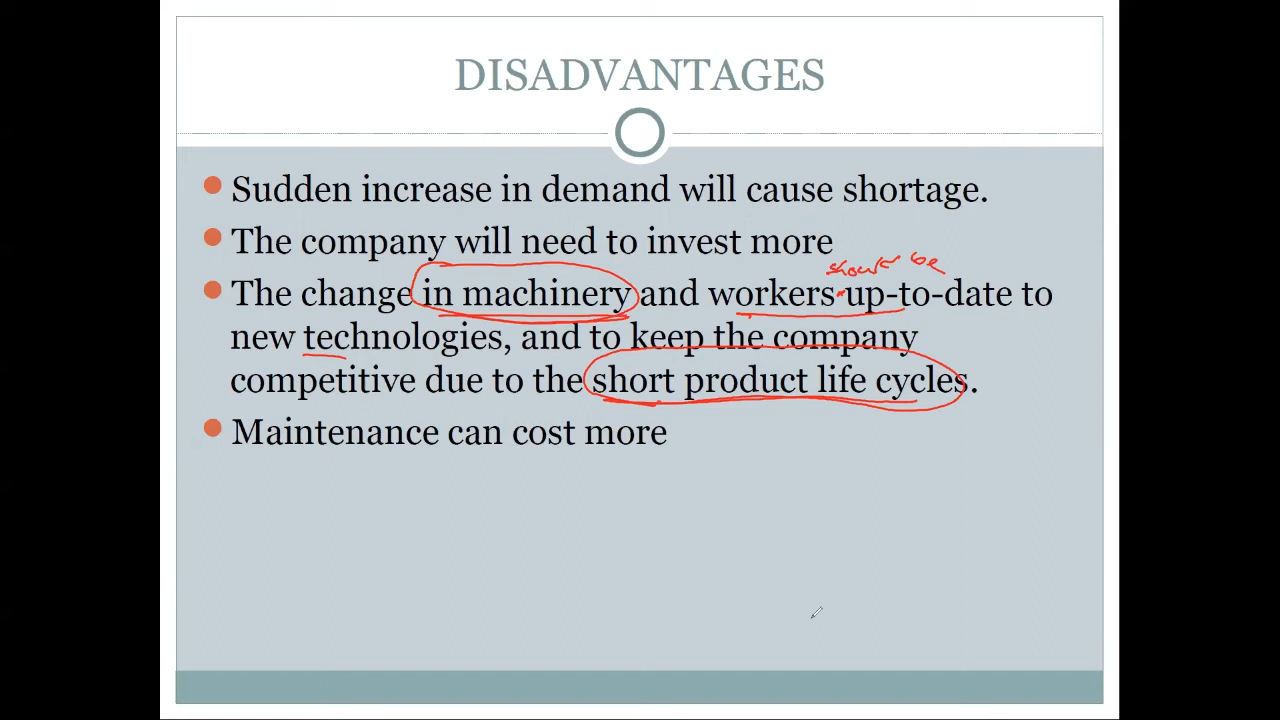 DISADVANTAGES
Sudden increase in demand will cause shortage.
The company will need to invest more
should be
The change in machinery and workers up-to-date to
new technologies, and to keep the company
competitive due to the short product life cycles.
Maintenance can cost more